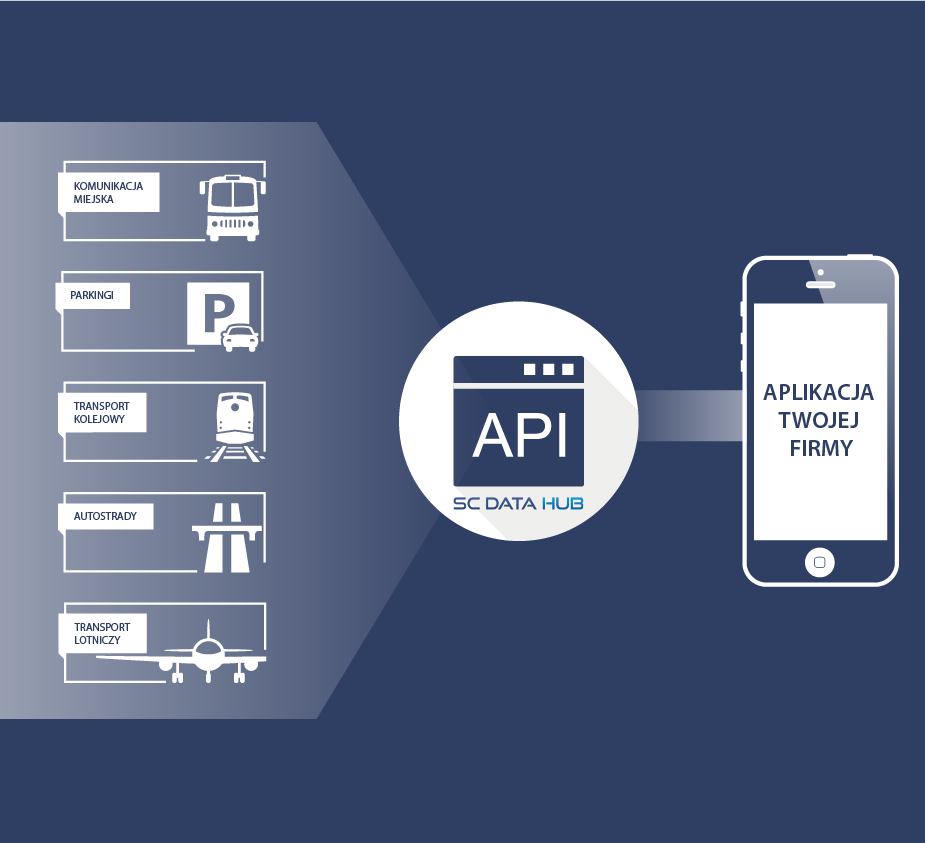 KOMUNIKACJA
MIEJSKA
PARKINGI
P
TRANSPORT
KOLEJOWY
AUTOSTRADY
TRANSPORT
LOTNICZY
API
SC DATA HUB
APLIKACJA
TWOJEJ
FIRMY